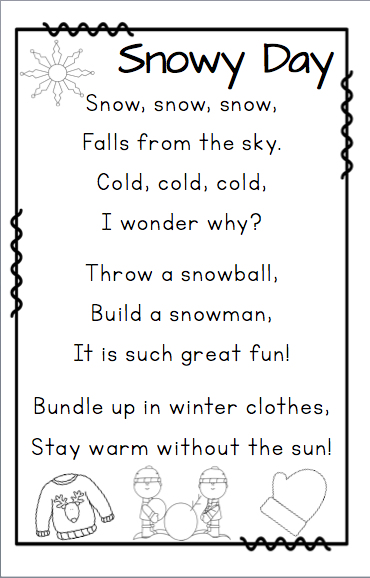 Snowy Day
Snow, snow, snow,
Falls from the sky.
Cold, cold, cold,
I wonder why?
Throw a snowball,
Build a snowman,
It is such great fun!
Bundle up in winter clothes,
Stay warm without the sun!